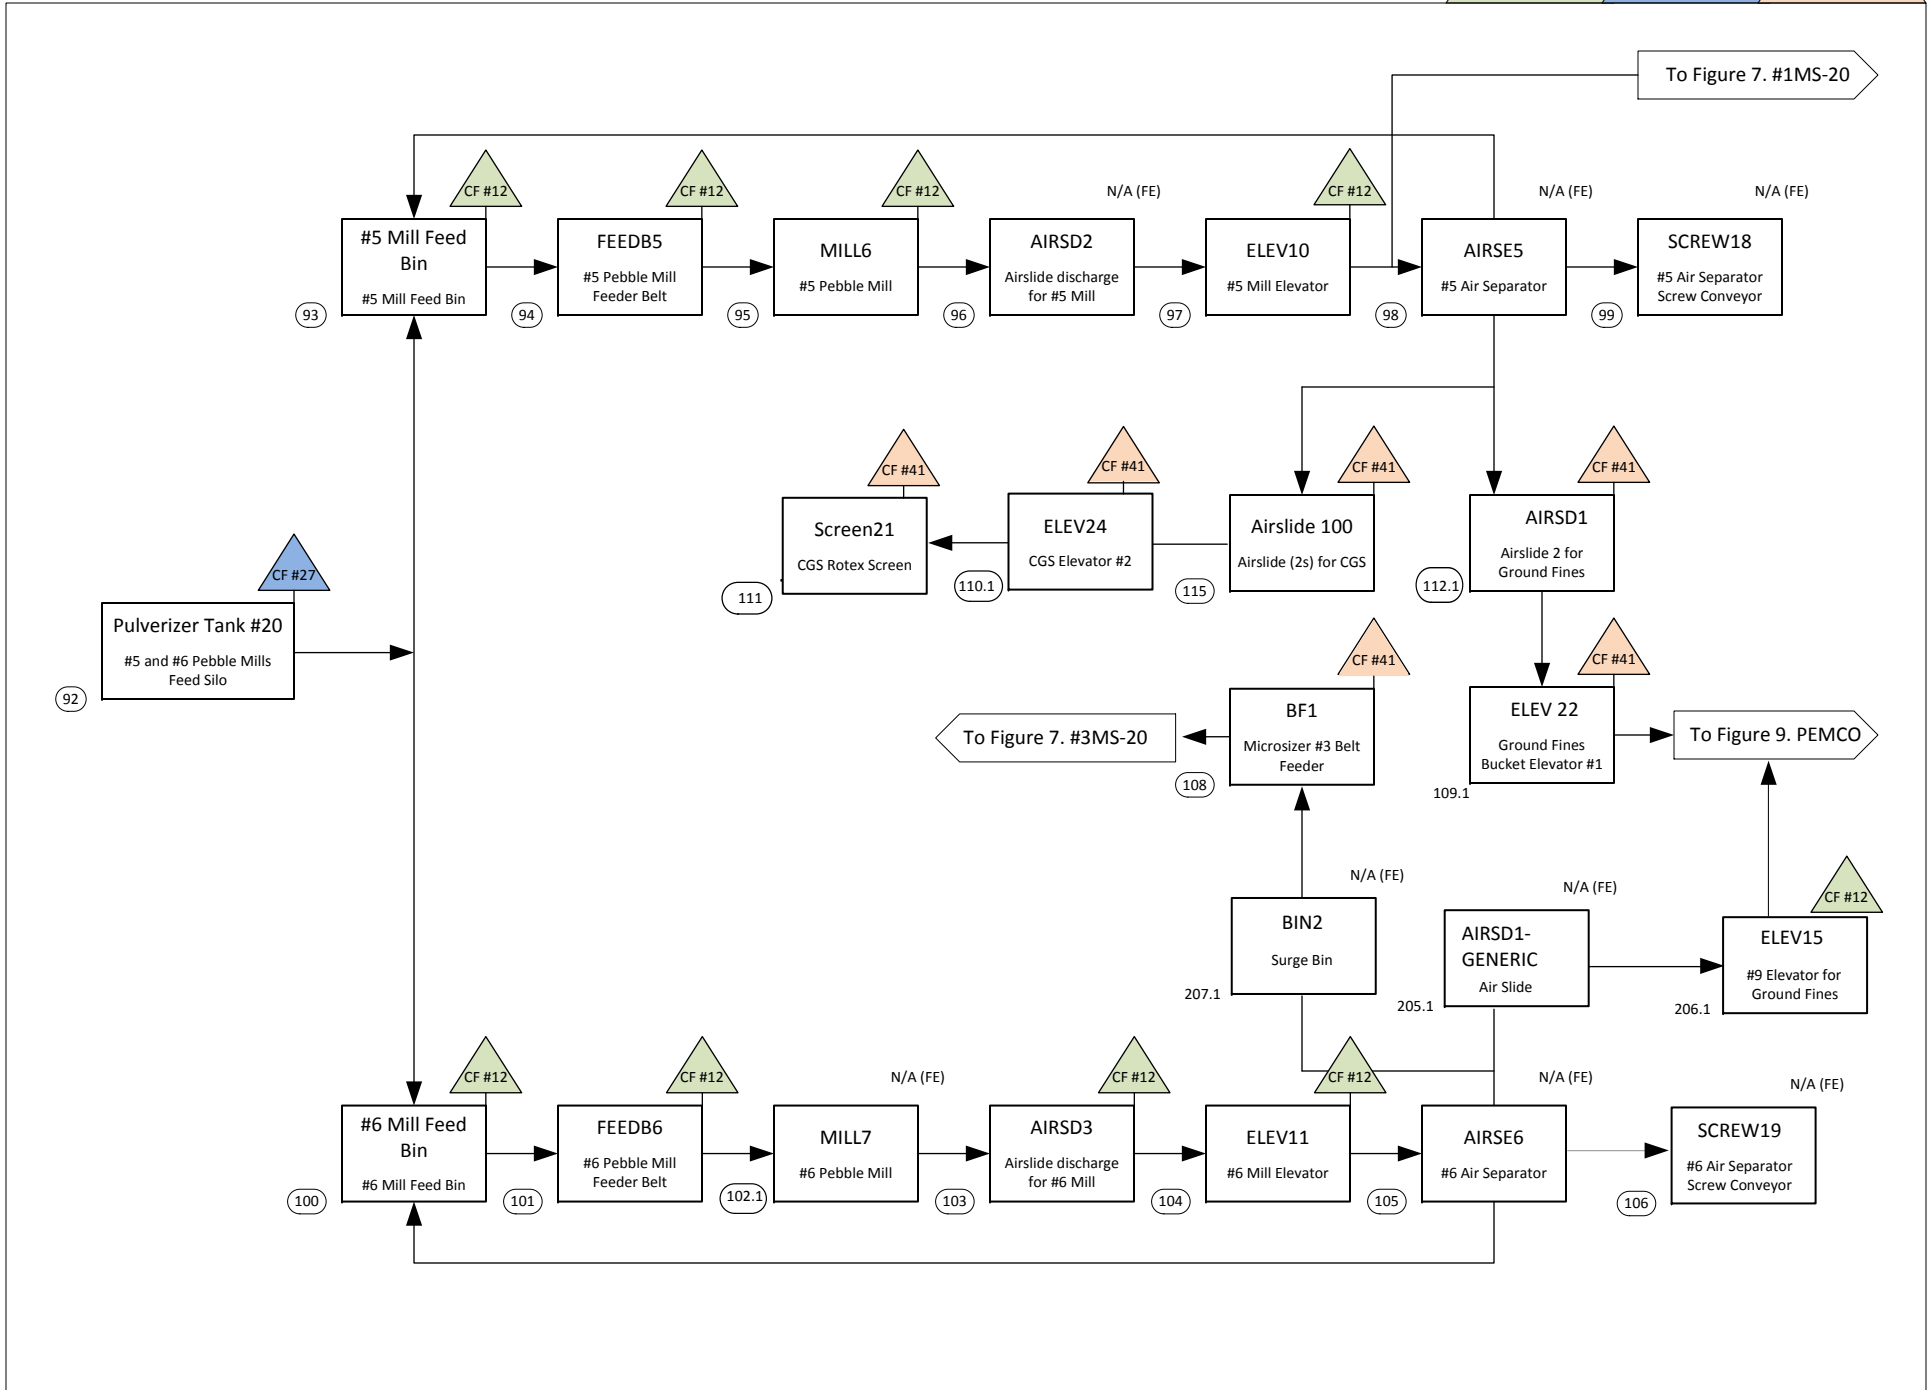 To Figure 7. #1MS-20
CF #12
CF #12
CF #12
N/A (FE)
CF #12
N/A (FE)
N/A (FE)
#5 Mill Feed
Bin
#5 Mill Feed Bin
93
FEEDB5
#5 Pebble Mill
Feeder Belt
94
MILL6
#5 Pebble Mill
95
AIRSD2
Airslide discharge
for #5 Mill
96
ELEV10
#5 Mill Elevator
97
AIRSE5
#5 Air Separator
98
SCREW18
#5 Air Separator
Screw Conveyor
99
CF #41
CF #41
CF #41
CF #41
Screen21
CGS Rotex Screen
111
ELEV24
CGS Elevator #2
110.1
Airslide 100
Airslide (2s) for CGS
115
AIRSD1
Airslide 2 for
Ground Fines
112.1
CF #27
Pulverizer Tank #20
#5 and #6 Pebble Mills
Feed Silo
92
CF #41
CF #41
To Figure 7. #3MS-20
BF1
Microsizer #3 Belt
Feeder
108
ELEV 22
Ground Fines
Bucket Elevator #1
109.1
To Figure 9. PEMCO
N/A (FE)
N/A (FE)
CF #12
BIN2
Surge Bin
207.1
AIRSD1-
GENERIC
Air Slide
205.1
ELEV15
#9 Elevator for
Ground Fines
206.1
CF #12
CF #12
N/A (FE)
CF #12
CF #12
N/A (FE)
N/A (FE)
#6 Mill Feed
Bin
#6 Mill Feed Bin
100
FEEDB6
#6 Pebble Mill
Feeder Belt
101
MILL7
#6 Pebble Mill
102.1
AIRSD3
Airslide discharge
for #6 Mill
103
ELEV11
#6 Mill Elevator
104
AIRSE6
#6 Air Separator
105
SCREW19
#6 Air Separator
Screw Conveyor
106